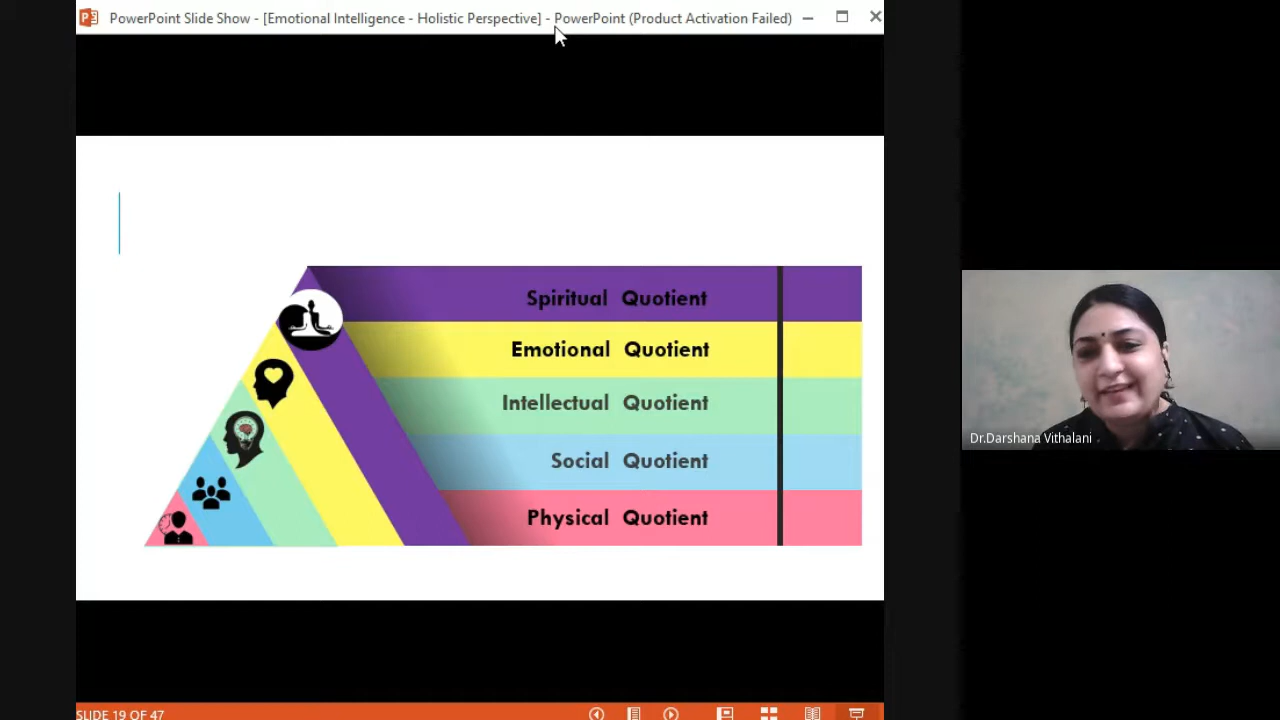 PowerPoint Slide Show - [Emotional Intelligence - Holistic Perspective] - PowerPoint (Product Activation Failed)
Spiritual Quotient
Emotional Quotient
Intellectual Quotient
Social Quotient
Physical Quotient
Dr.Darshana Vithalani
SLIDE 19 OF 47